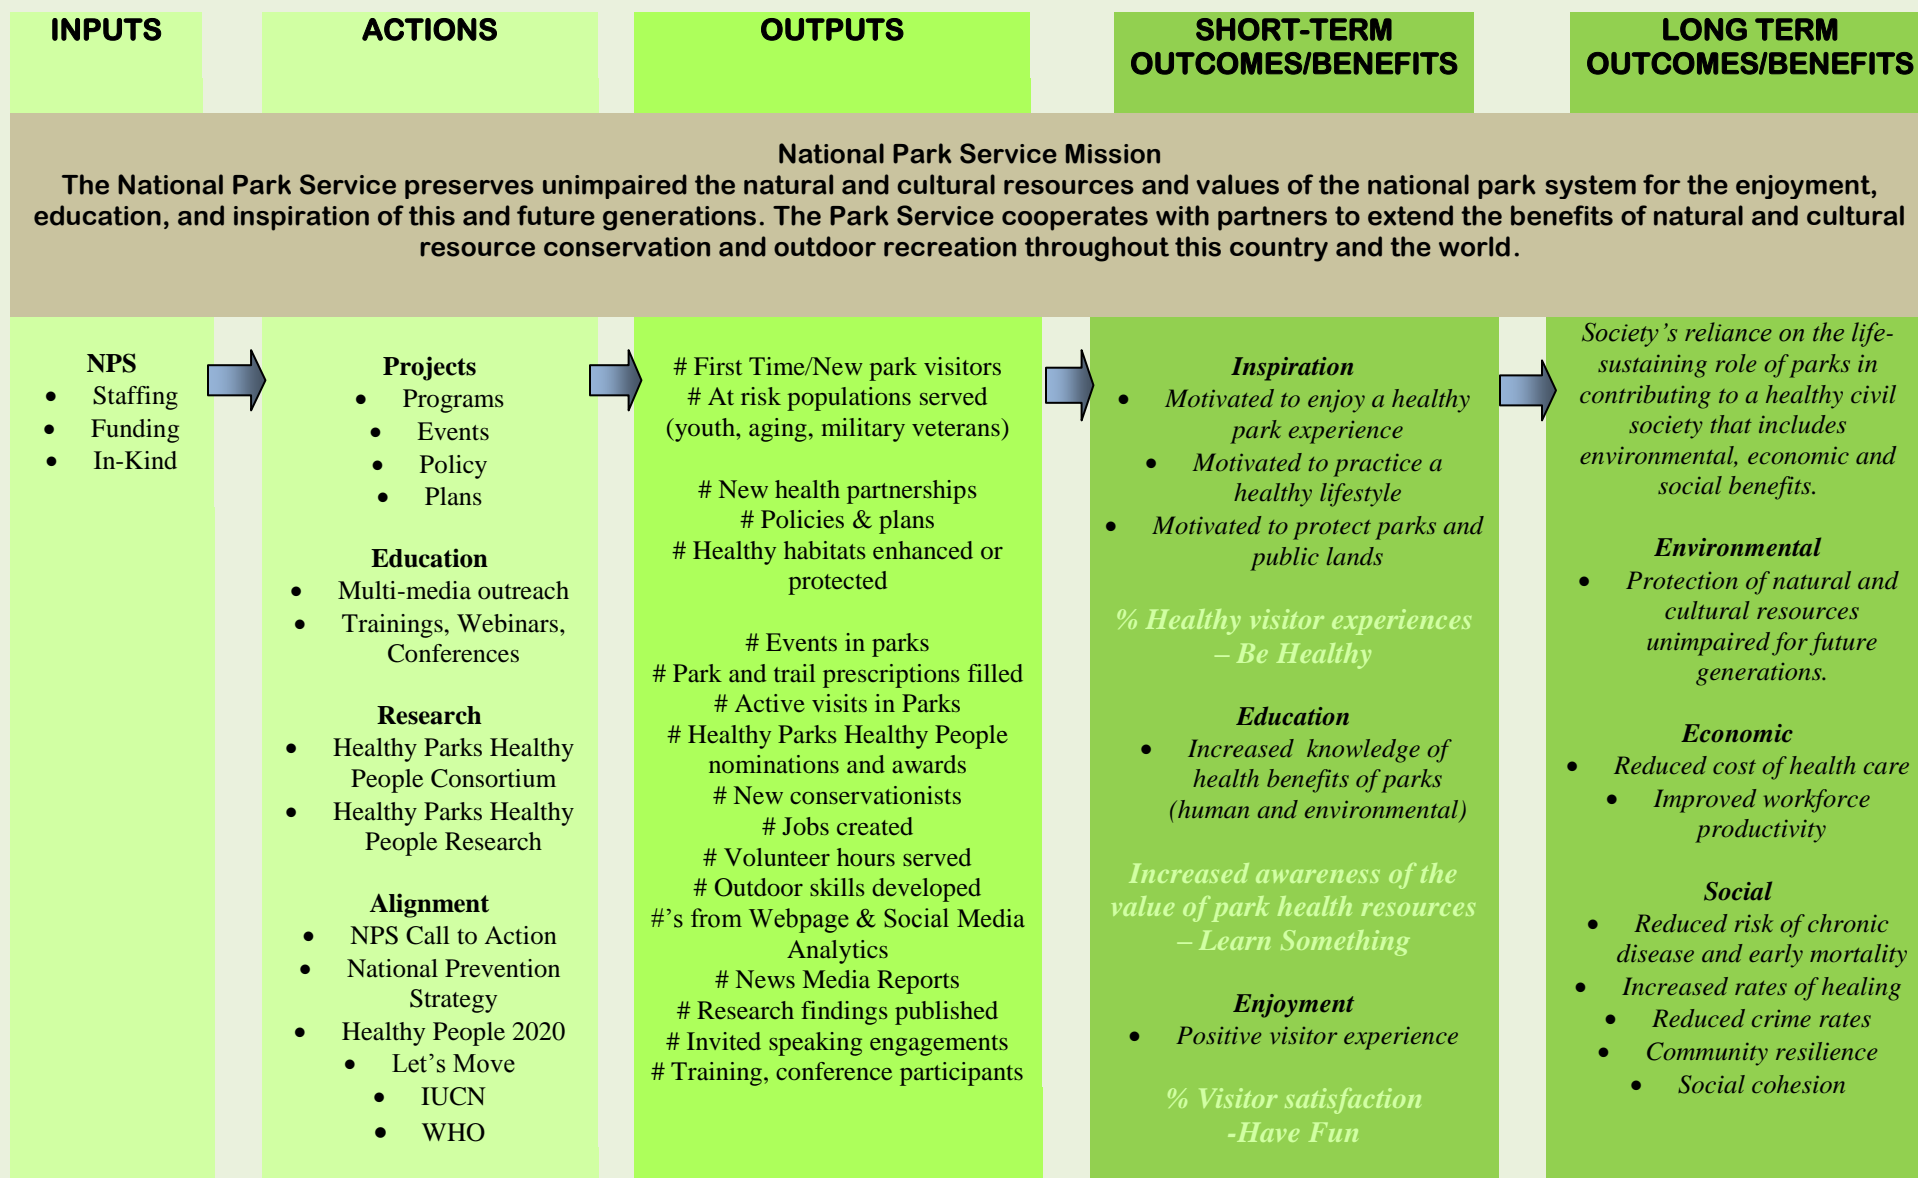 INPUTS
ACTIONS
OUTPUTS
SHORT-TERM
OUTCOMES/BENEFITS
LONG TERM
OUTCOMES/BENEFITS
National Park Service Mission
The National Park Service preserves unimpaired the natural and cultural resources and values of the national park system for the enjoyment,
education, and inspiration of this and future generations. The Park Service cooperates with partners to extend the benefits of natural and cultural
resource conservation and outdoor recreation throughout this country and the world.
NPS
• Staffing
• Funding
• In-Kind
Projects
• Programs
• Events
• Policy
• Plans
Education
• Multi-media outreach
• Trainings, Webinars,
Conferences
Research
• Healthy Parks Healthy
People Consortium
• Healthy Parks Healthy
People Research
Alignment
• NPS Call to Action
• National Prevention
Strategy
• Healthy People 2020
• Let's Move
• IUCN
• WHO
# First Time/New park visitors
# At risk populations served
(youth, aging, military veterans)
# New health partnerships
# Policies & plans
# Healthy habitats enhanced or
protected
# Events in parks
# Park and trail prescriptions filled
# Active visits in Parks
# Healthy Parks Healthy People
nominations and awards
# New conservationists
# Jobs created
# Volunteer hours served
# Outdoor skills developed
#'s from Webpage & Social Media
Analytics
# News Media Reports
# Research findings published
# Invited speaking engagements
# Training, conference participants
Inspiration
• Motivated to enjoy a healthy
park experience
• Motivated to practice a
healthy lifestyle
• Motivated to protect parks and
public lands
% Healthy visitor experiences
– Be Healthy
Education
• Increased knowledge of
health benefits of parks
(human and environmental)
Increased awareness of the
value of park health resources
– Learn Something
Enjoyment
• Positive visitor experience
% Visitor satisfaction
-Have Fun
Society's reliance on the life-
sustaining role of parks in
contributing to a healthy civil
society that includes
environmental, economic and
social benefits.
Environmental
• Protection of natural and
cultural resources
unimpaired for future
generations.
Economic
• Reduced cost of health care
• Improved workforce
productivity
Social
• Reduced risk of chronic
disease and early mortality
• Increased rates of healing
• Reduced crime rates
• Community resilience
• Social cohesion